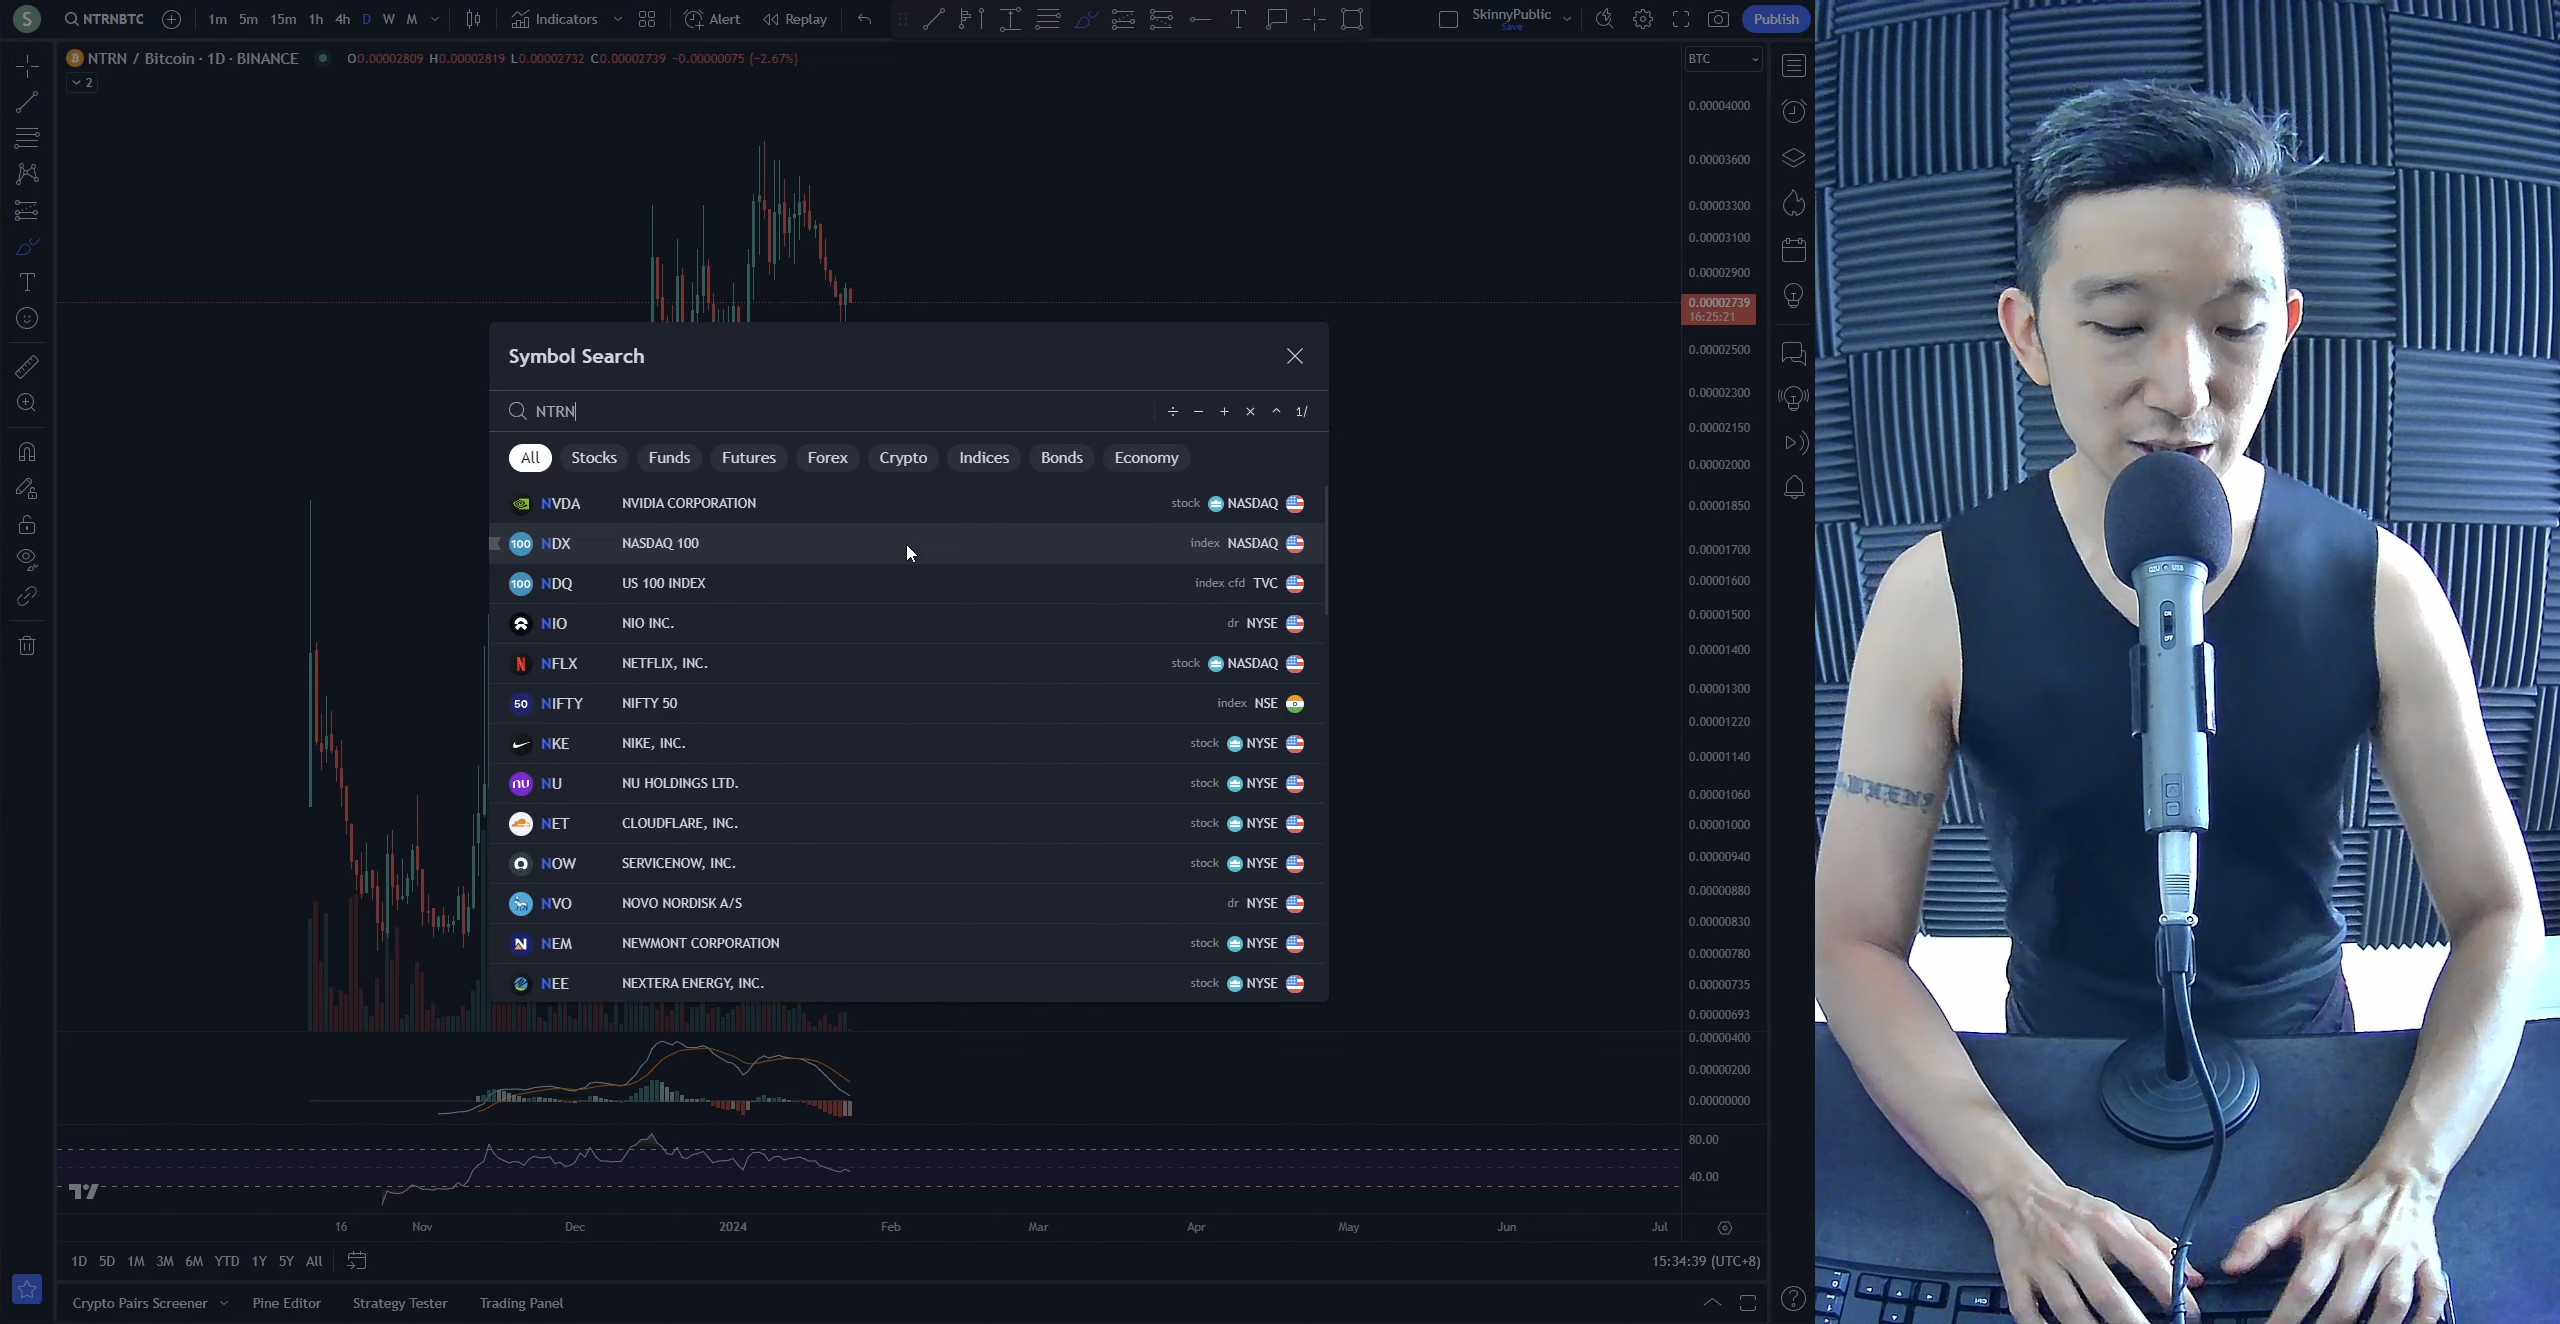 S NTRNBTC 1m 5m 15m 1h 4h D W M Indicators Alert Replay SkinnyPublic Save Publish
NTRN / Bitcoin · 1D · BINANCE O0.00002809 H0.00002819 L0.00002732 C0.00002739 −0.00000075 (−2.67%) BTC
2
0.00004000
0.00003600
0.00003300
0.00003100
0.00002900
0.00002739
16:25:21
0.00002500
0.00002300
0.00002150
0.00002000
0.00001850
0.00001700
0.00001600
0.00001500
0.00001400
0.00001300
0.00001220
0.00001140
0.00001060
0.00001000
0.00000940
0.00000880
0.00000830
0.00000780
0.00000735
0.00000693
0.00000400
0.00000200
0.00000000
80.00
40.00
Symbol Search
NTRN ÷ − + × ^ 1/
All Stocks Funds Futures Forex Crypto Indices Bonds Economy
NVDA NVIDIA CORPORATION stock NASDAQ
100 NDX NASDAQ 100 index NASDAQ
100 NDQ US 100 INDEX index cfd TVC
NIO NIO INC. dr NYSE
N NFLX NETFLIX, INC. stock NASDAQ
50 NIFTY NIFTY 50 index NSE
NKE NIKE, INC. stock NYSE
nu NU NU HOLDINGS LTD. stock NYSE
NET CLOUDFLARE, INC. stock NYSE
NOW SERVICENOW, INC. stock NYSE
NVO NOVO NORDISK A/S dr NYSE
N NEM NEWMONT CORPORATION stock NYSE
NEE NEXTERA ENERGY, INC. stock NYSE
16 Nov Dec 2024 Feb Mar Apr May Jun Jul
1D 5D 1M 3M 6M YTD 1Y 5Y All 15:34:39 (UTC+8)
Crypto Pairs Screener Pine Editor Strategy Tester Trading Panel
ON
OFF